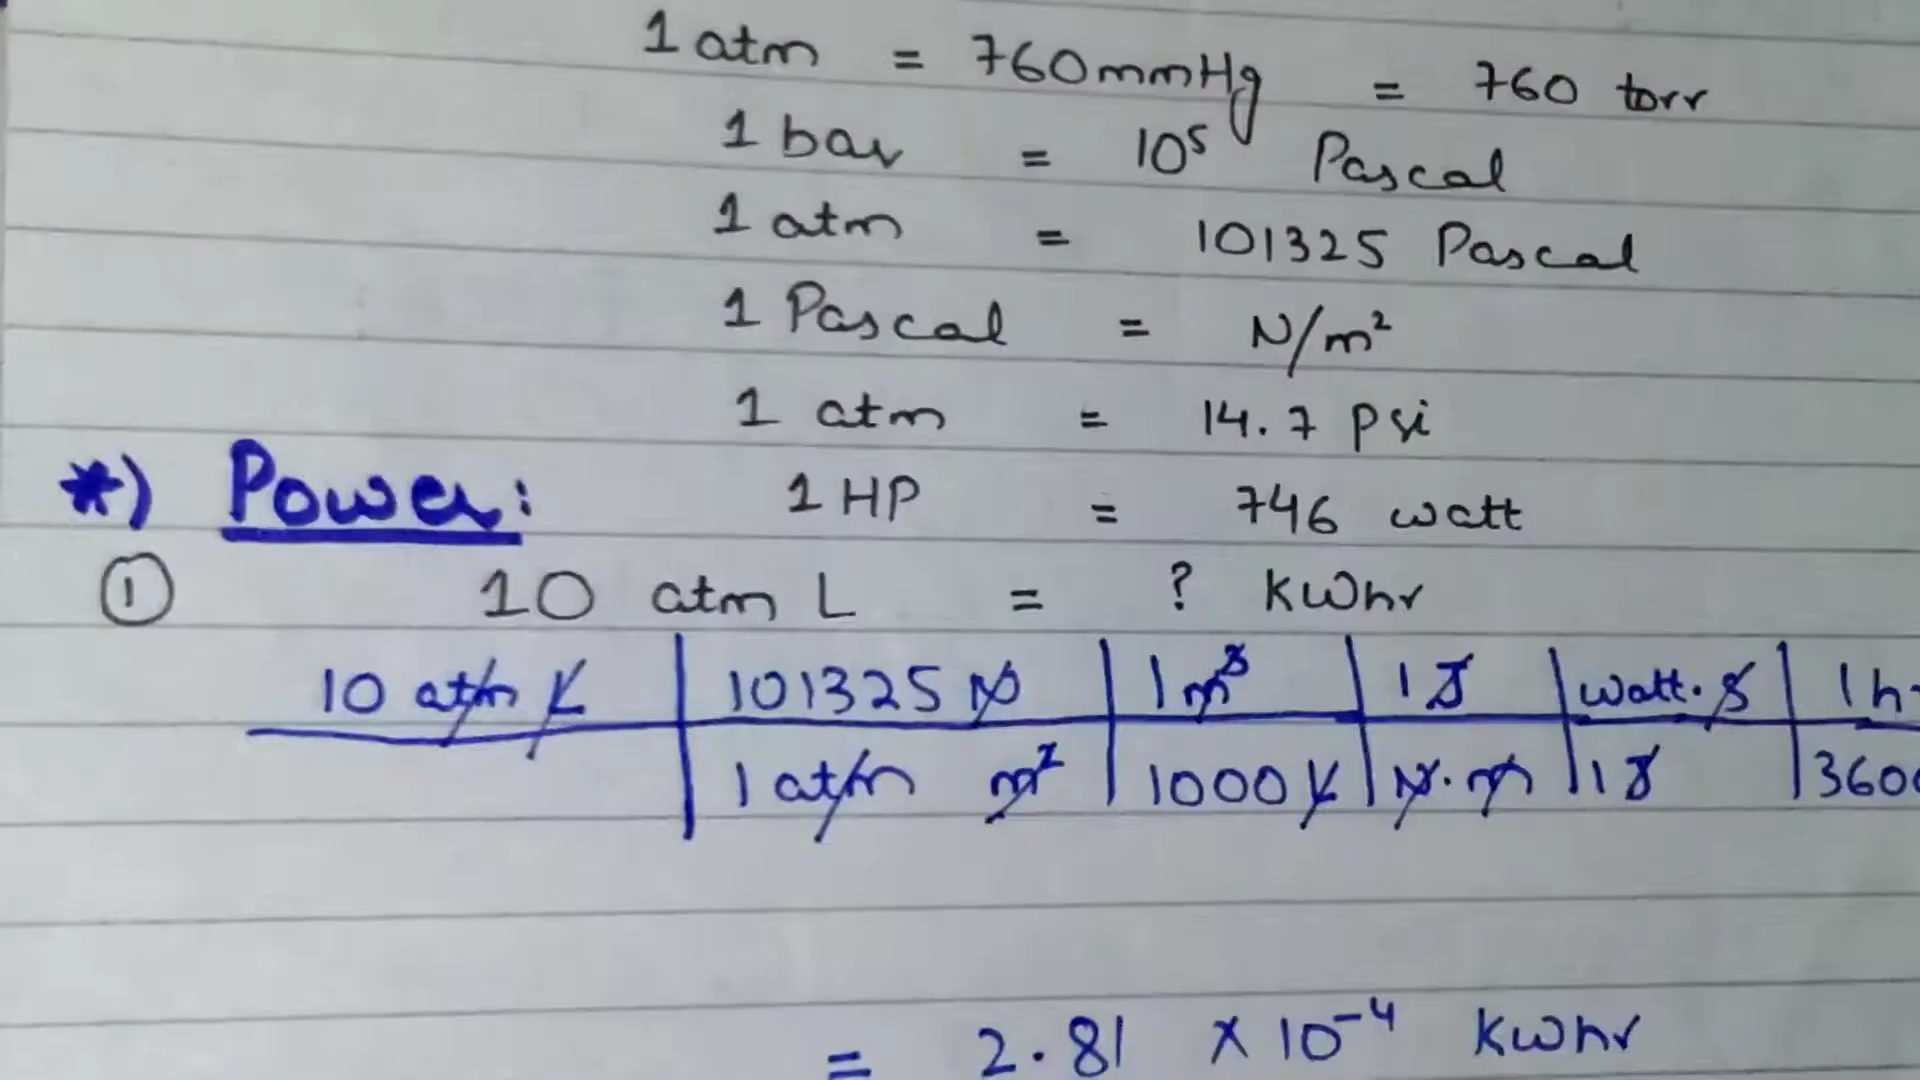 1 atm = 760mmHg = 760 torr
1 bar = 10⁵ Pascal
1 atm = 101325 Pascal
1 Pascal = N/m²
1 atm = 14.7 psi
*) Power: 1 HP = 746 watt
① 10 atm L = ? kWhr
10 atm L | 101325 N | 1 m³ | 1 J | watt.s | 1 h
1 atm m² | 1000 L | N.m | 1 J | 360
= 2.81 × 10⁻⁴ kwhr